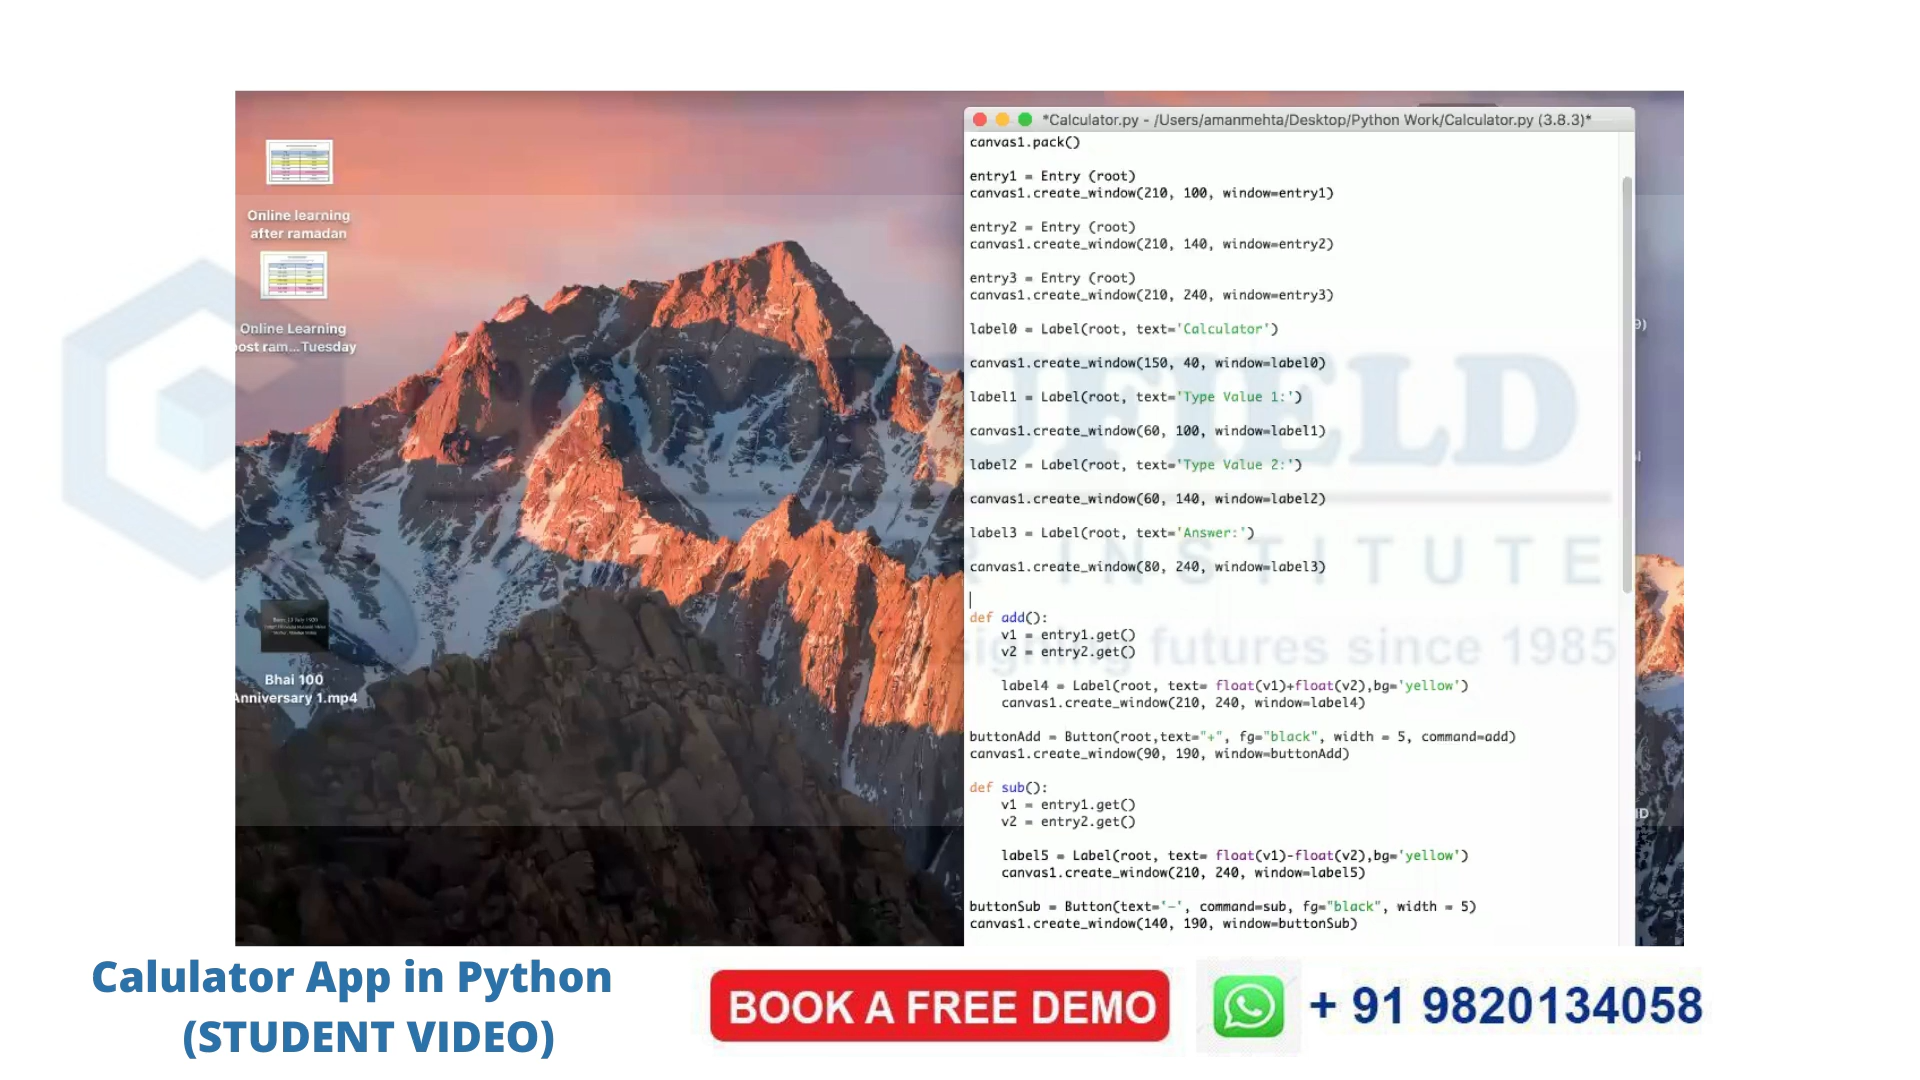 Online learning
after ramadan
Online Learning
ost ram...Tuesday
Bhai 100
Anniversary 1.mp4
*Calculator.py - /Users/amanmehta/Desktop/Python Work/Calculator.py (3.8.3)*
canvas1.pack()
entry1 = Entry (root)
canvas1.create_window(210, 100, window=entry1)
entry2 = Entry (root)
canvas1.create_window(210, 140, window=entry2)
entry3 = Entry (root)
canvas1.create_window(210, 240, window=entry3)
label0 = Label(root, text='Calculator')
canvas1.create_window(150, 40, window=label0)
label1 = Label(root, text='Type Value 1:')
canvas1.create_window(60, 100, window=label1)
label2 = Label(root, text='Type Value 2:')
canvas1.create_window(60, 140, window=label2)
label3 = Label(root, text='Answer:')
canvas1.create_window(80, 240, window=label3)
def add():
    v1 = entry1.get()
    v2 = entry2.get()
    label4 = Label(root, text= float(v1)+float(v2),bg='yellow')
    canvas1.create_window(210, 240, window=label4)
buttonAdd = Button(root,text="+", fg="black", width = 5, command=add)
canvas1.create_window(90, 190, window=buttonAdd)
def sub():
    v1 = entry1.get()
    v2 = entry2.get()
    label5 = Label(root, text= float(v1)-float(v2),bg='yellow')
    canvas1.create_window(210, 240, window=label5)
buttonSub = Button(text='-', command=sub, fg="black", width = 5)
canvas1.create_window(140, 190, window=buttonSub)
INSTITUTE
futures since 1985
Calulator App in Python
(STUDENT VIDEO)
BOOK A FREE DEMO
+ 91 9820134058